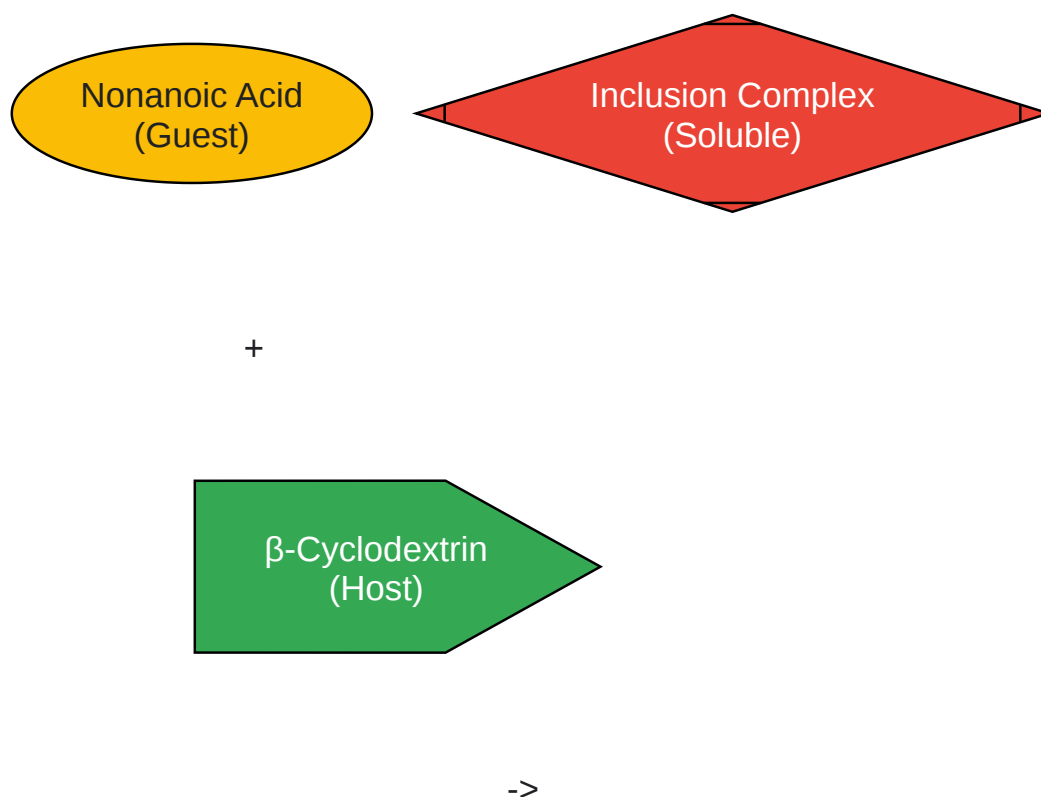 Nonanoic Acid
(Guest)
Inclusion Complex
(Soluble)
+
β-Cyclodextrin
(Host)
->